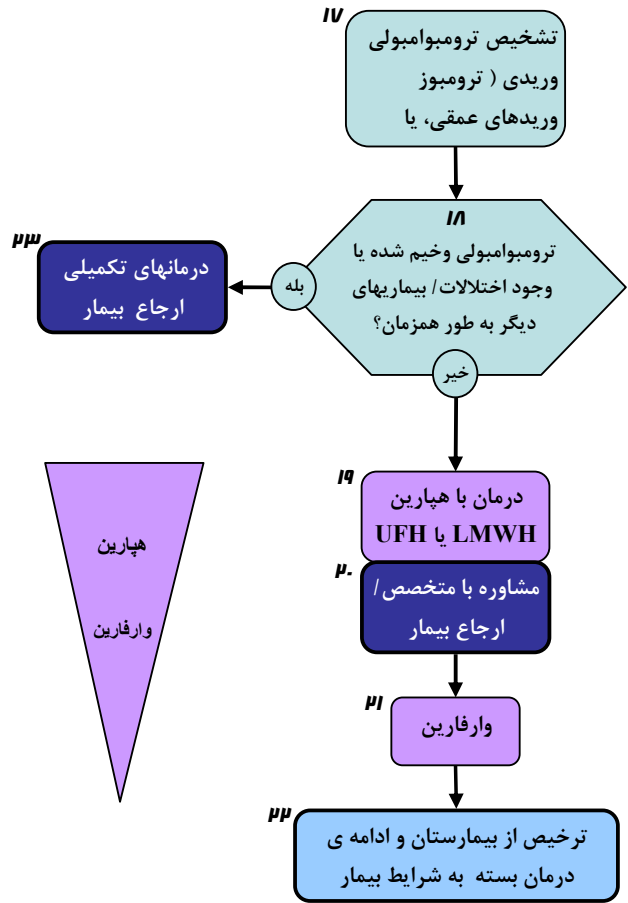 ۱۷
تشخیص ترومبوامبولی
وریدی ( ترومبوز
وریدهای عمقی، یا
۱۸
ترومبوامبولی وخیم شده یا
وجود اختلالات/ بیماریهای
دیگر به طور همزمان؟
بله
خیر
۲۳
درمانهای تکمیلی
ارجاع بیمار
۱۹
درمان با هپارین
LMWH یا UFH
۲۰
مشاوره با متخصص/
ارجاع بیمار
۲۱
وارفارین
۲۲
ترخیص از بیمارستان و ادامه ی
درمان بسته به شرایط بیمار
هپارین
وارفارین